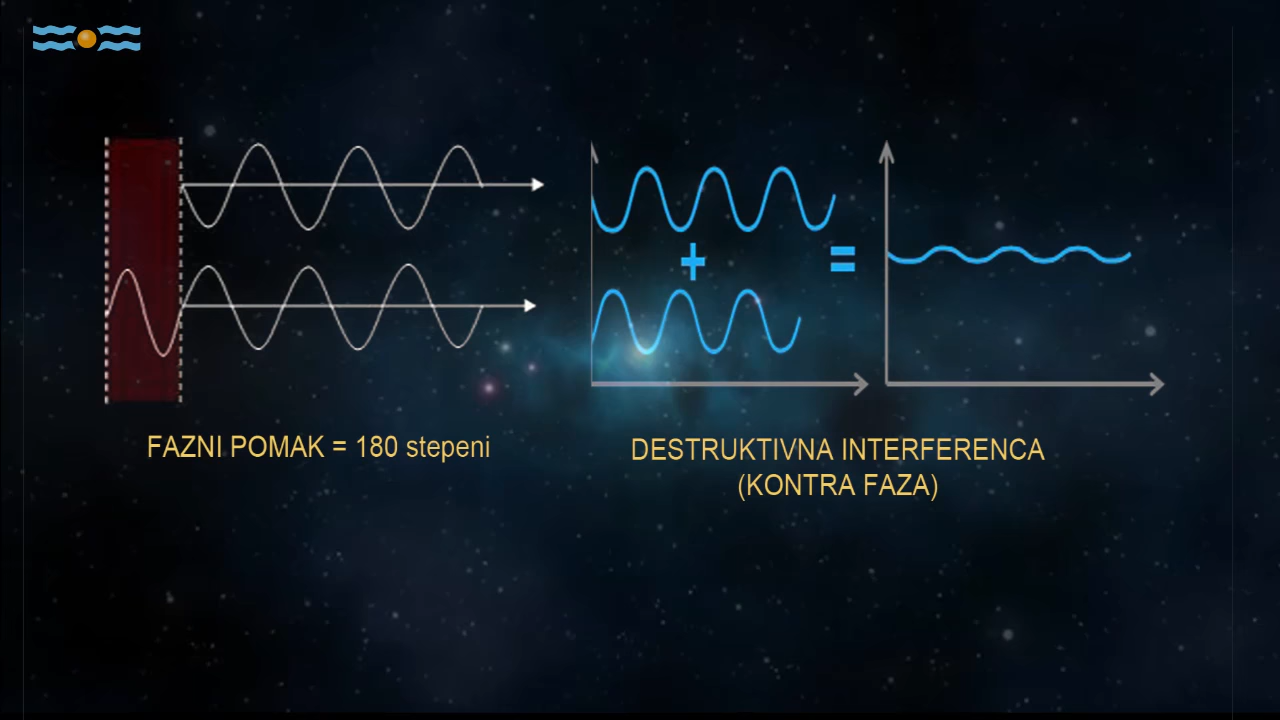 FAZNI POMAK = 180 stepeni
DESTRUKTIVNA INTERFERENCA
(KONTRA FAZA)